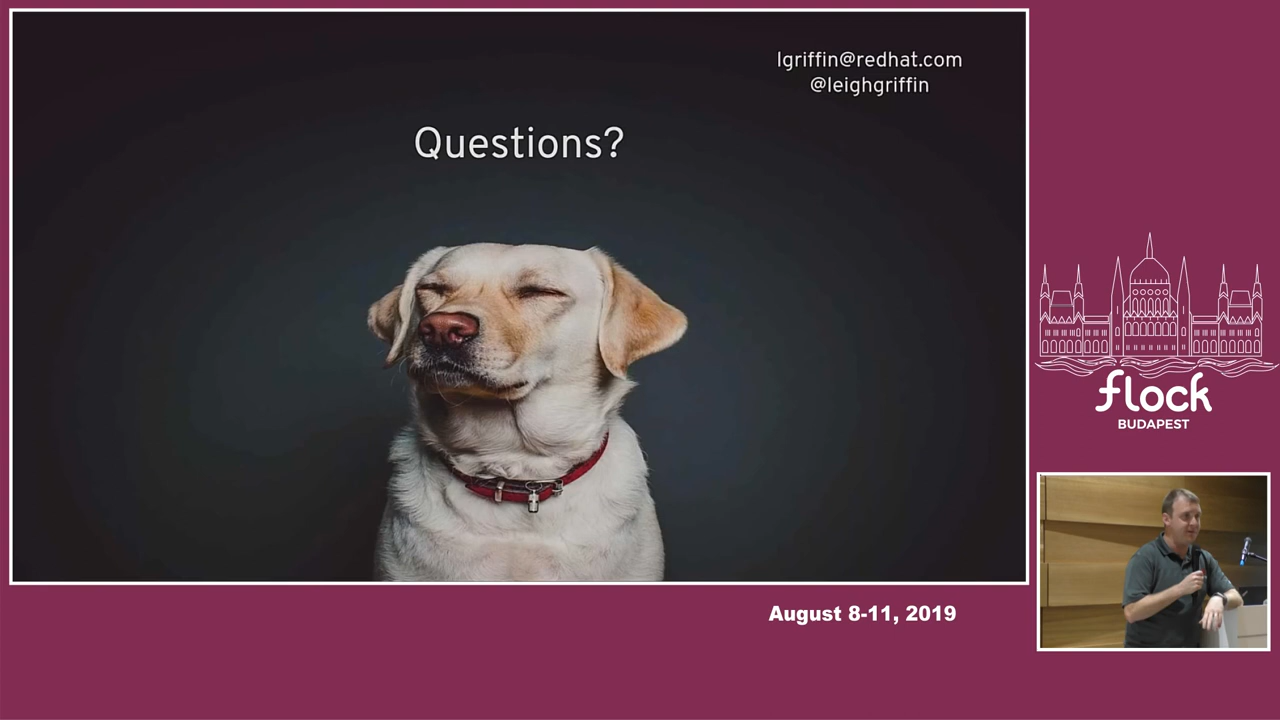 lgriffin@redhat.com
@leighgriffin
Questions?
flock
BUDAPEST
August 8-11, 2019